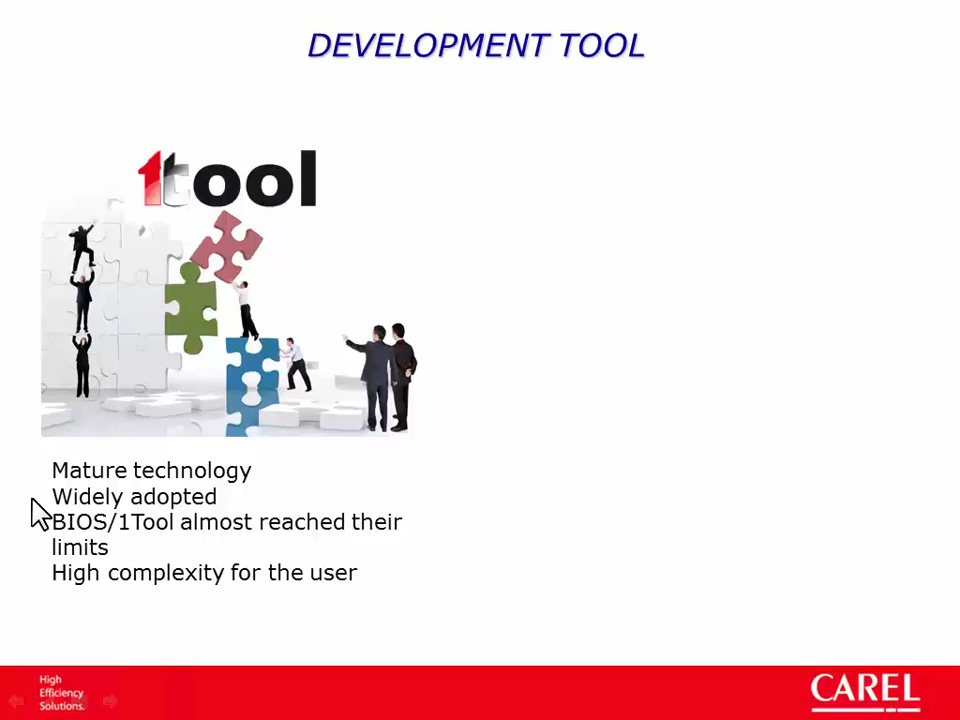 DEVELOPMENT TOOL
1tool
Mature technology
Widely adopted
BIOS/1Tool almost reached their
limits
High complexity for the user
High
Efficiency
Solutions.
CAREL